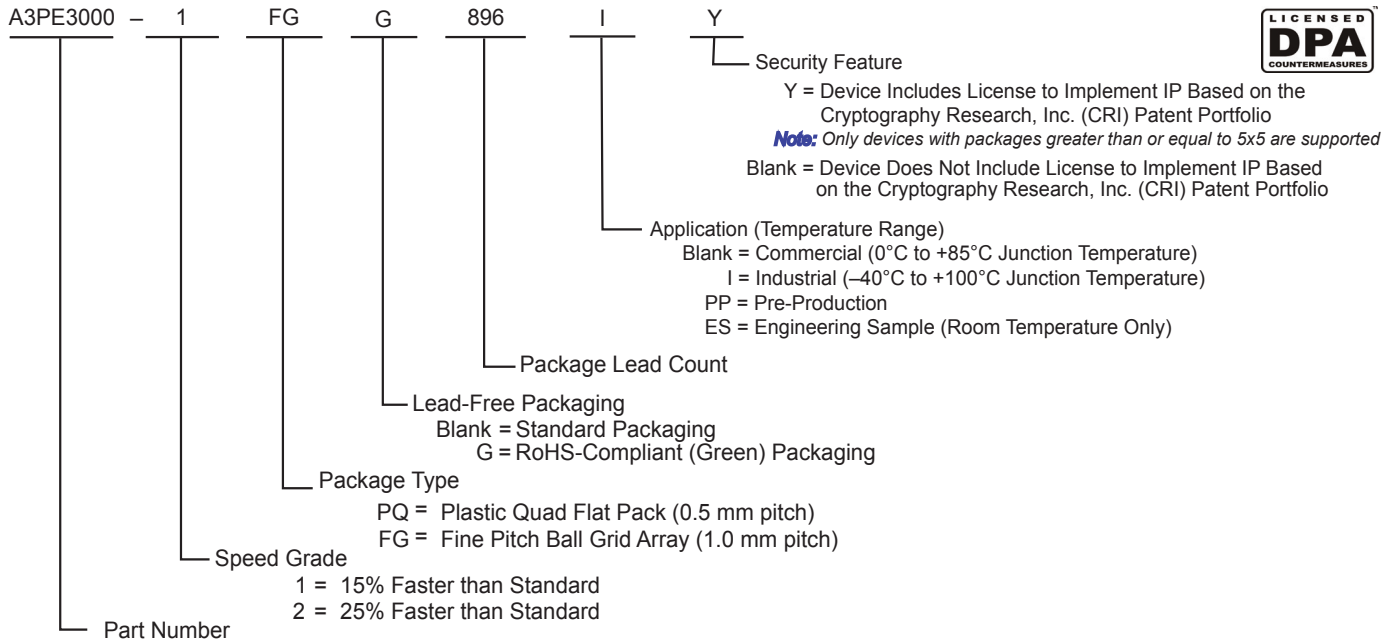 A3PE3000 – 1 FG G 896 I Y
LICENSED
DPA
COUNTERMEASURES
™
Security Feature
Y = Device Includes License to Implement IP Based on the
Cryptography Research, Inc. (CRI) Patent Portfolio
Note: Only devices with packages greater than or equal to 5x5 are supported
Blank = Device Does Not Include License to Implement IP Based
on the Cryptography Research, Inc. (CRI) Patent Portfolio
Application (Temperature Range)
Blank = Commercial (0°C to +85°C Junction Temperature)
I = Industrial (–40°C to +100°C Junction Temperature)
PP = Pre-Production
ES = Engineering Sample (Room Temperature Only)
Package Lead Count
Lead-Free Packaging
Blank = Standard Packaging
G = RoHS-Compliant (Green) Packaging
Package Type
PQ = Plastic Quad Flat Pack (0.5 mm pitch)
FG = Fine Pitch Ball Grid Array (1.0 mm pitch)
Speed Grade
1 = 15% Faster than Standard
2 = 25% Faster than Standard
Part Number